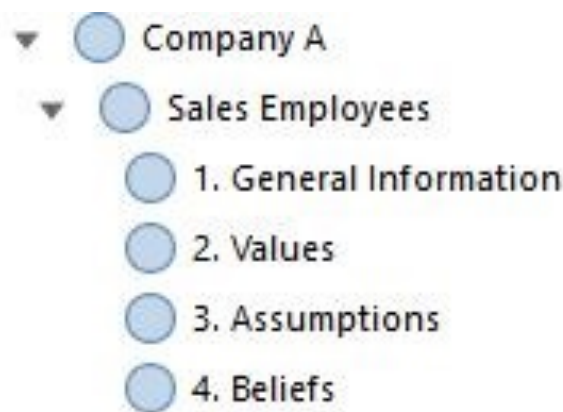 Company A
Sales Employees
1. General Information
2. Values
3. Assumptions
4. Beliefs